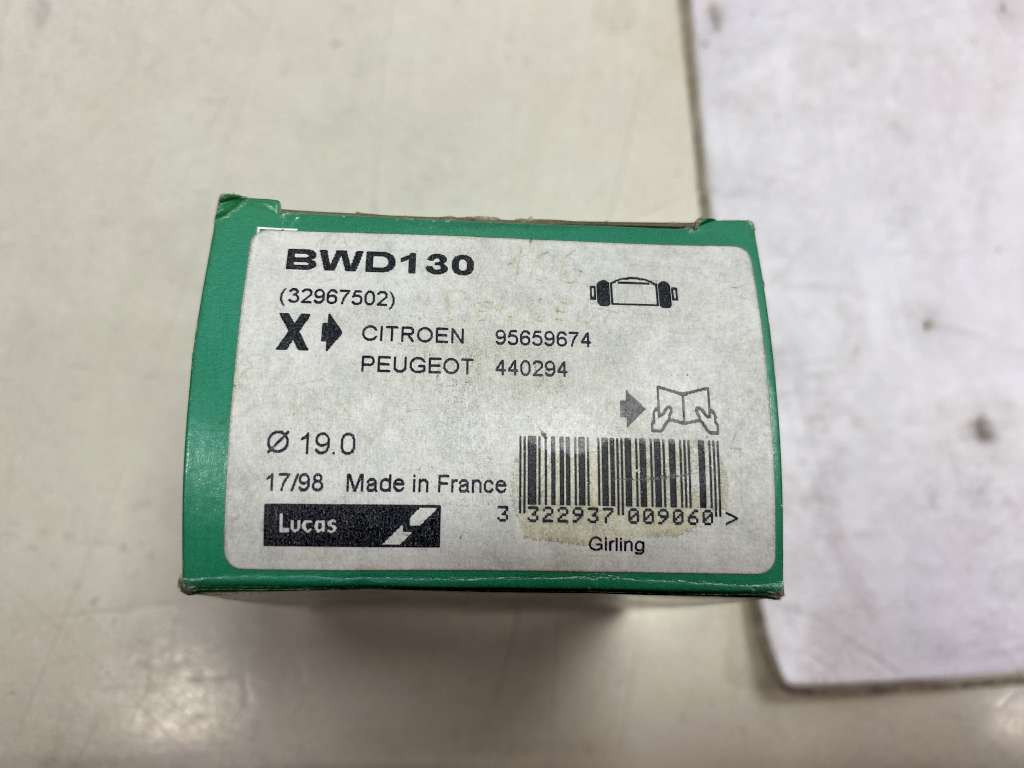 BWD130
(32967502)
X CITROEN 95659674
PEUGEOT 440294
Ø 19.0
17/98 Made in France
Lucas
3 322937 009060 >
Girling